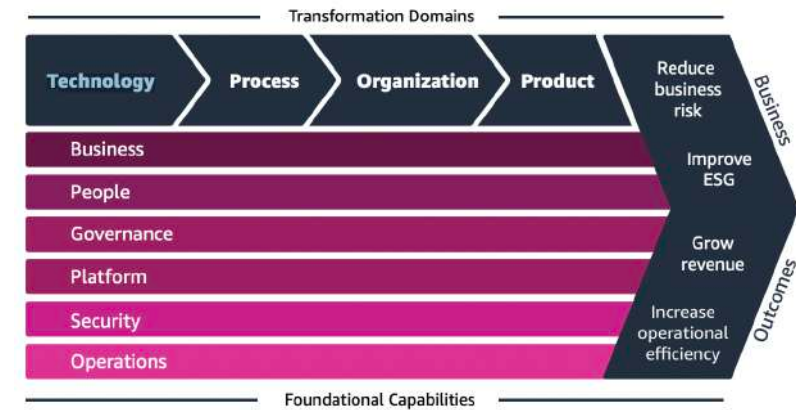 Transformation Domains
Technology
Process
Organization
Product
Reduce
business
risk
Business
Improve
ESG
Grow
revenue
Increase
operational
efficiency
Business
Outcomes
People
Governance
Platform
Security
Operations
Foundational Capabilities